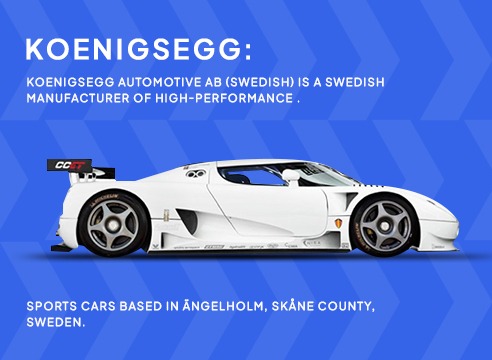 KOENIGSEGG:
KOENIGSEGG AUTOMOTIVE AB (SWEDISH) IS A SWEDISH
MANUFACTURER OF HIGH-PERFORMANCE .
CCGT
SPORTS CARS BASED IN ÄNGELHOLM, SKÅNE COUNTY,
SWEDEN.